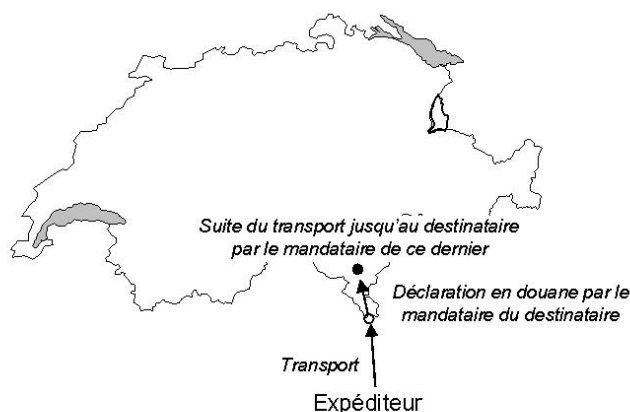 Suite du transport jusqu'au destinataire
par le mandataire de ce dernier
Déclaration en douane par le
mandataire du destinataire
Transport
Expéditeur